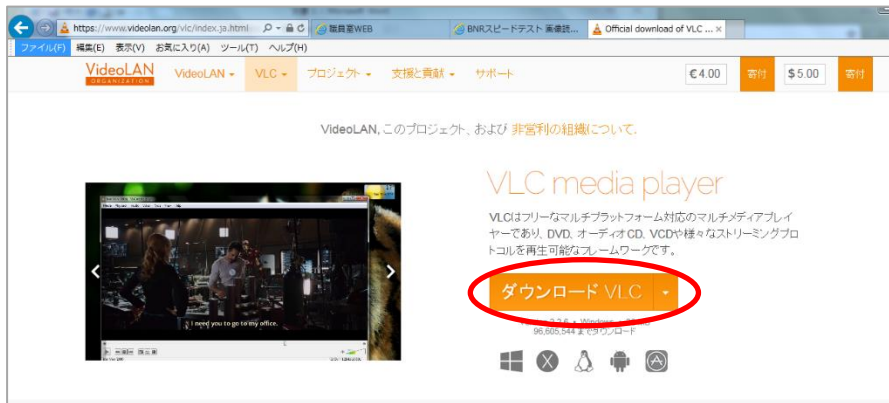 https://www.videolan.org/vlc/index.ja.html
職員室WEB
BNRスピードテスト 画像読...
Official download of VLC ...
ファイル(F) 編集(E) 表示(V) お気に入り(A) ツール(T) ヘルプ(H)
VideoLAN
ORGANIZATION
VideoLAN VLC プロジェクト 支援と貢献 サポート
€ 4.00 寄付 $ 5.00 寄付
VideoLAN, このプロジェクト、および 非営利の組織について.
VLC media player
VLCはフリーなマルチプラットフォーム対応のマルチメディアプレイ
ヤーであり、DVD, オーディオCD, VCDや様々なストリーミングプロ
トコルを再生可能なフレームワークです。
ダウンロード VLC
96,605,544 までダウンロード
I need you to go to my office.